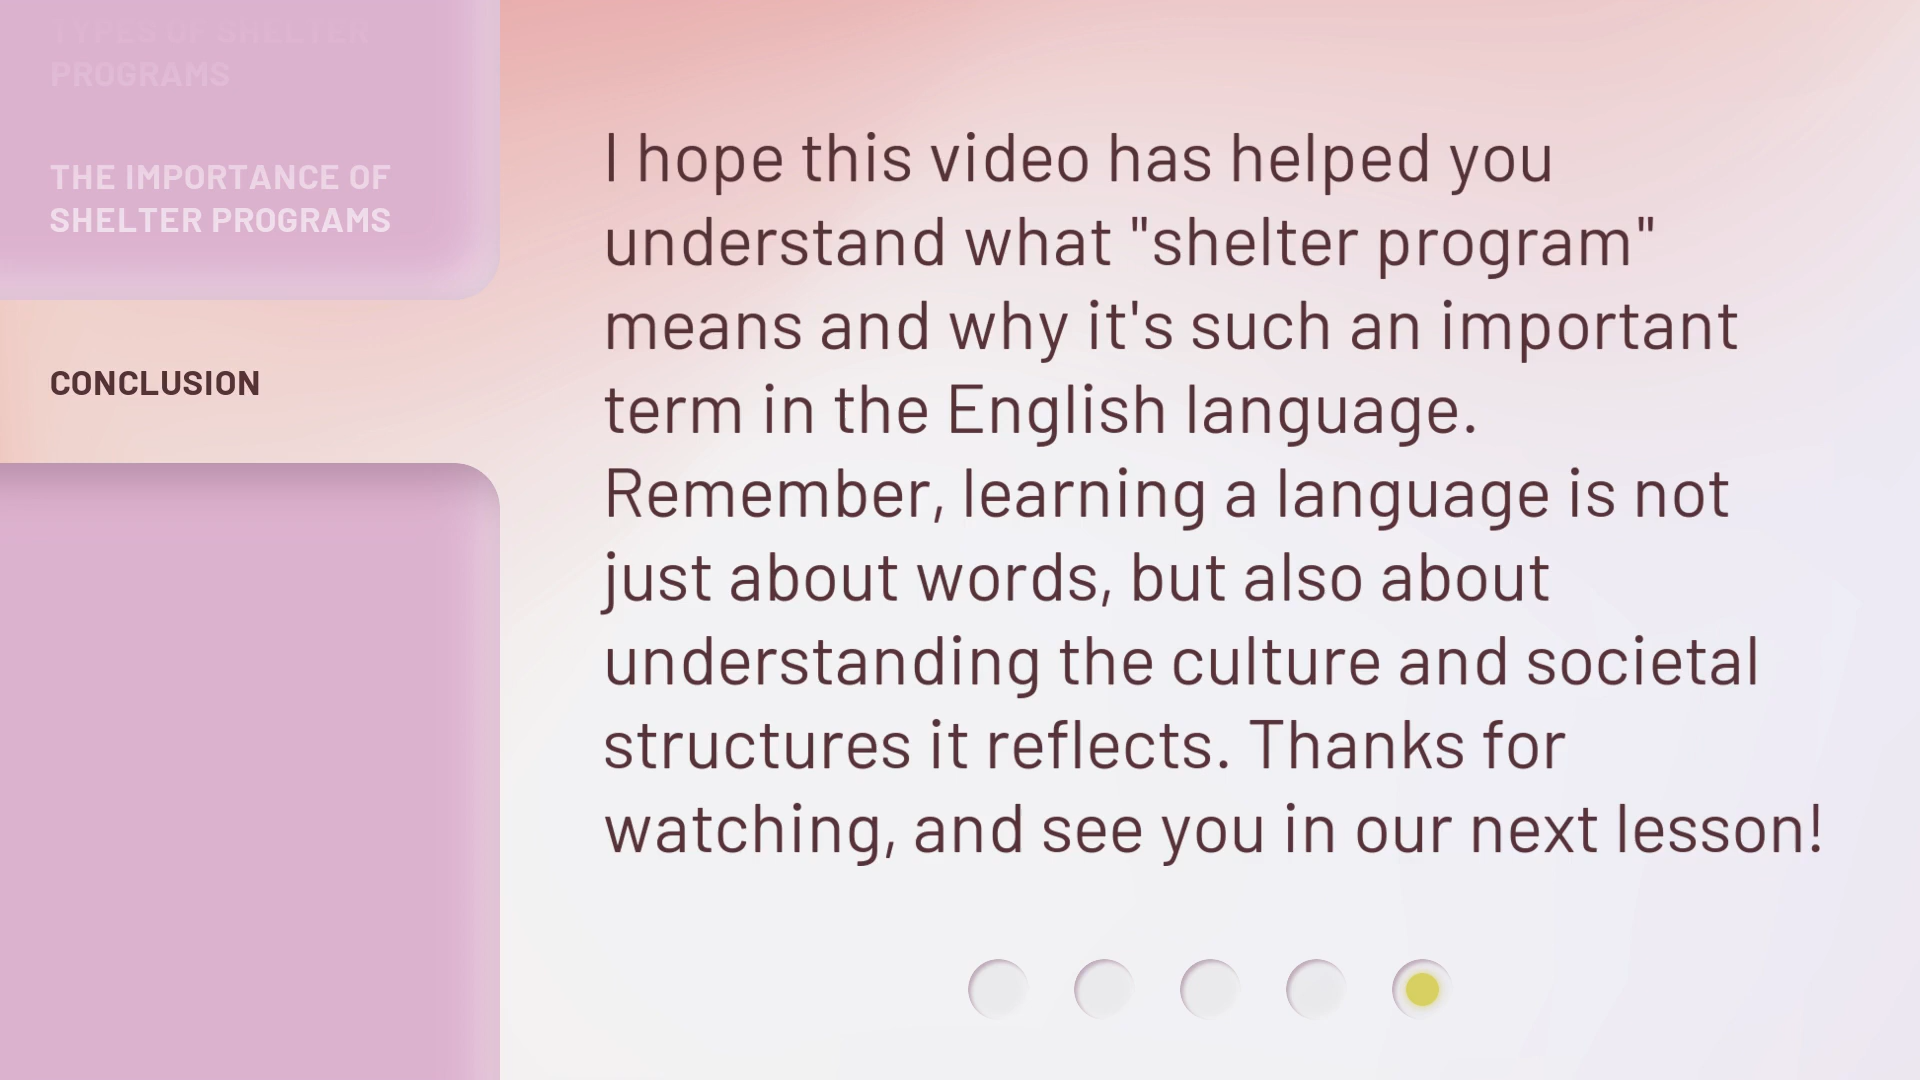 TYPES OF SHELTER
PROGRAMS
THE IMPORTANCE OF
SHELTER PROGRAMS
CONCLUSION
I hope this video has helped you
understand what "shelter program"
means and why it's such an important
term in the English language.
Remember, learning a language is not
just about words, but also about
understanding the culture and societal
structures it reflects. Thanks for
watching, and see you in our next lesson!